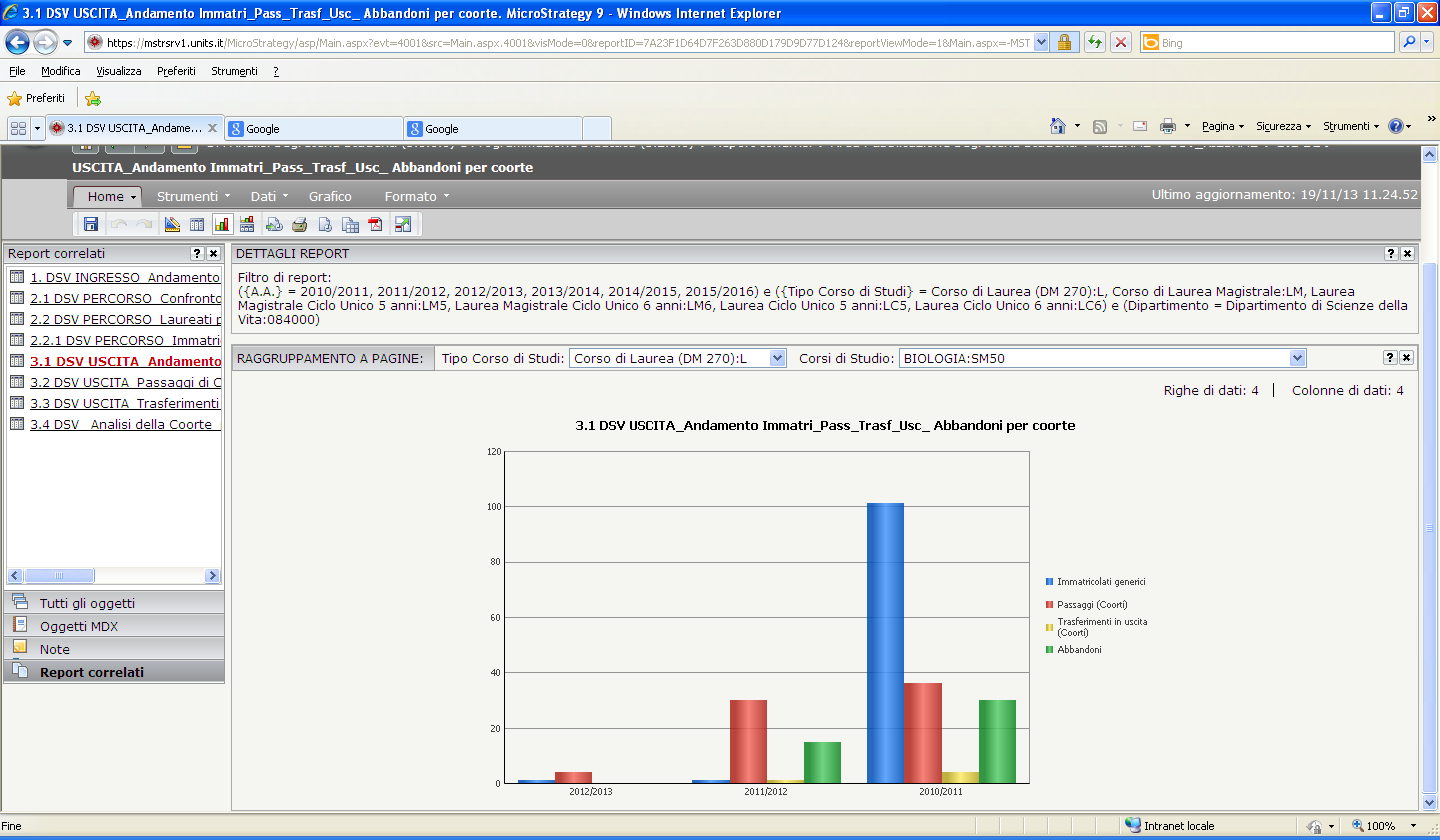 3.1 DSV USCITA_Andamento Immatri_Pass_Trasf_Usc_ Abbandoni per coorte. MicroStrategy 9 - Windows Internet Explorer
https://mstrsrv1.units.it/MicroStrategy/asp/Main.aspx?evt=4001&src=Main.aspx.4001&visMode=0&reportID=7A23F1D64D7F263D880D179D9D77D124&reportViewMode=1&Main.aspx=-MST
Bing
File Modifica Visualizza Preferiti Strumenti ?
Preferiti
3.1 DSV USCITA_Andame... Google Google
Pagina Sicurezza Strumenti
USCITA_Andamento Immatri_Pass_Trasf_Usc_ Abbandoni per coorte
Home Strumenti Dati Grafico Formato
Ultimo aggiornamento: 19/11/13 11.24.52
Report correlati
1. DSV INGRESSO_Andamento
2.1 DSV PERCORSO_Confronto
2.2 DSV PERCORSO_Laureati p
2.2.1 DSV PERCORSO_Immatri
3.1 DSV USCITA_Andamento
3.2 DSV USCITA_Passaggi di C
3.3 DSV USCITA_Trasferimenti
3.4 DSV_ Analisi della Coorte_
Tutti gli oggetti
Oggetti MDX
Note
Report correlati
DETTAGLI REPORT
Filtro di report:
({A.A.} = 2010/2011, 2011/2012, 2012/2013, 2013/2014, 2014/2015, 2015/2016) e ({Tipo Corso di Studi} = Corso di Laurea (DM 270):L, Corso di Laurea Magistrale:LM, Laurea
Magistrale Ciclo Unico 5 anni:LM5, Laurea Magistrale Ciclo Unico 6 anni:LM6, Laurea Ciclo Unico 5 anni:LC5, Laurea Ciclo Unico 6 anni:LC6) e (Dipartimento = Dipartimento di Scienze della
Vita:084000)
RAGGRUPPAMENTO A PAGINE: Tipo Corso di Studi: Corso di Laurea (DM 270):L Corsi di Studio: BIOLOGIA:SM50
Righe di dati: 4 | Colonne di dati: 4
3.1 DSV USCITA_Andamento Immatri_Pass_Trasf_Usc_ Abbandoni per coorte
120
100
80
60
40
20
0
2012/2013 2011/2012 2010/2011
Immatricolati generici
Passaggi (Coorti)
Trasferimenti in uscita
(Coorti)
Abbandoni
Fine
Intranet locale
100%